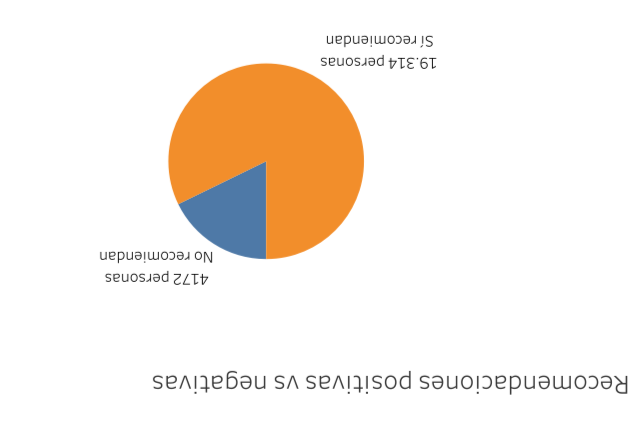 Recomendaciones positivas vs negativas
4172 personas
No recomiendan
19.314 personas
Sí recomiendan